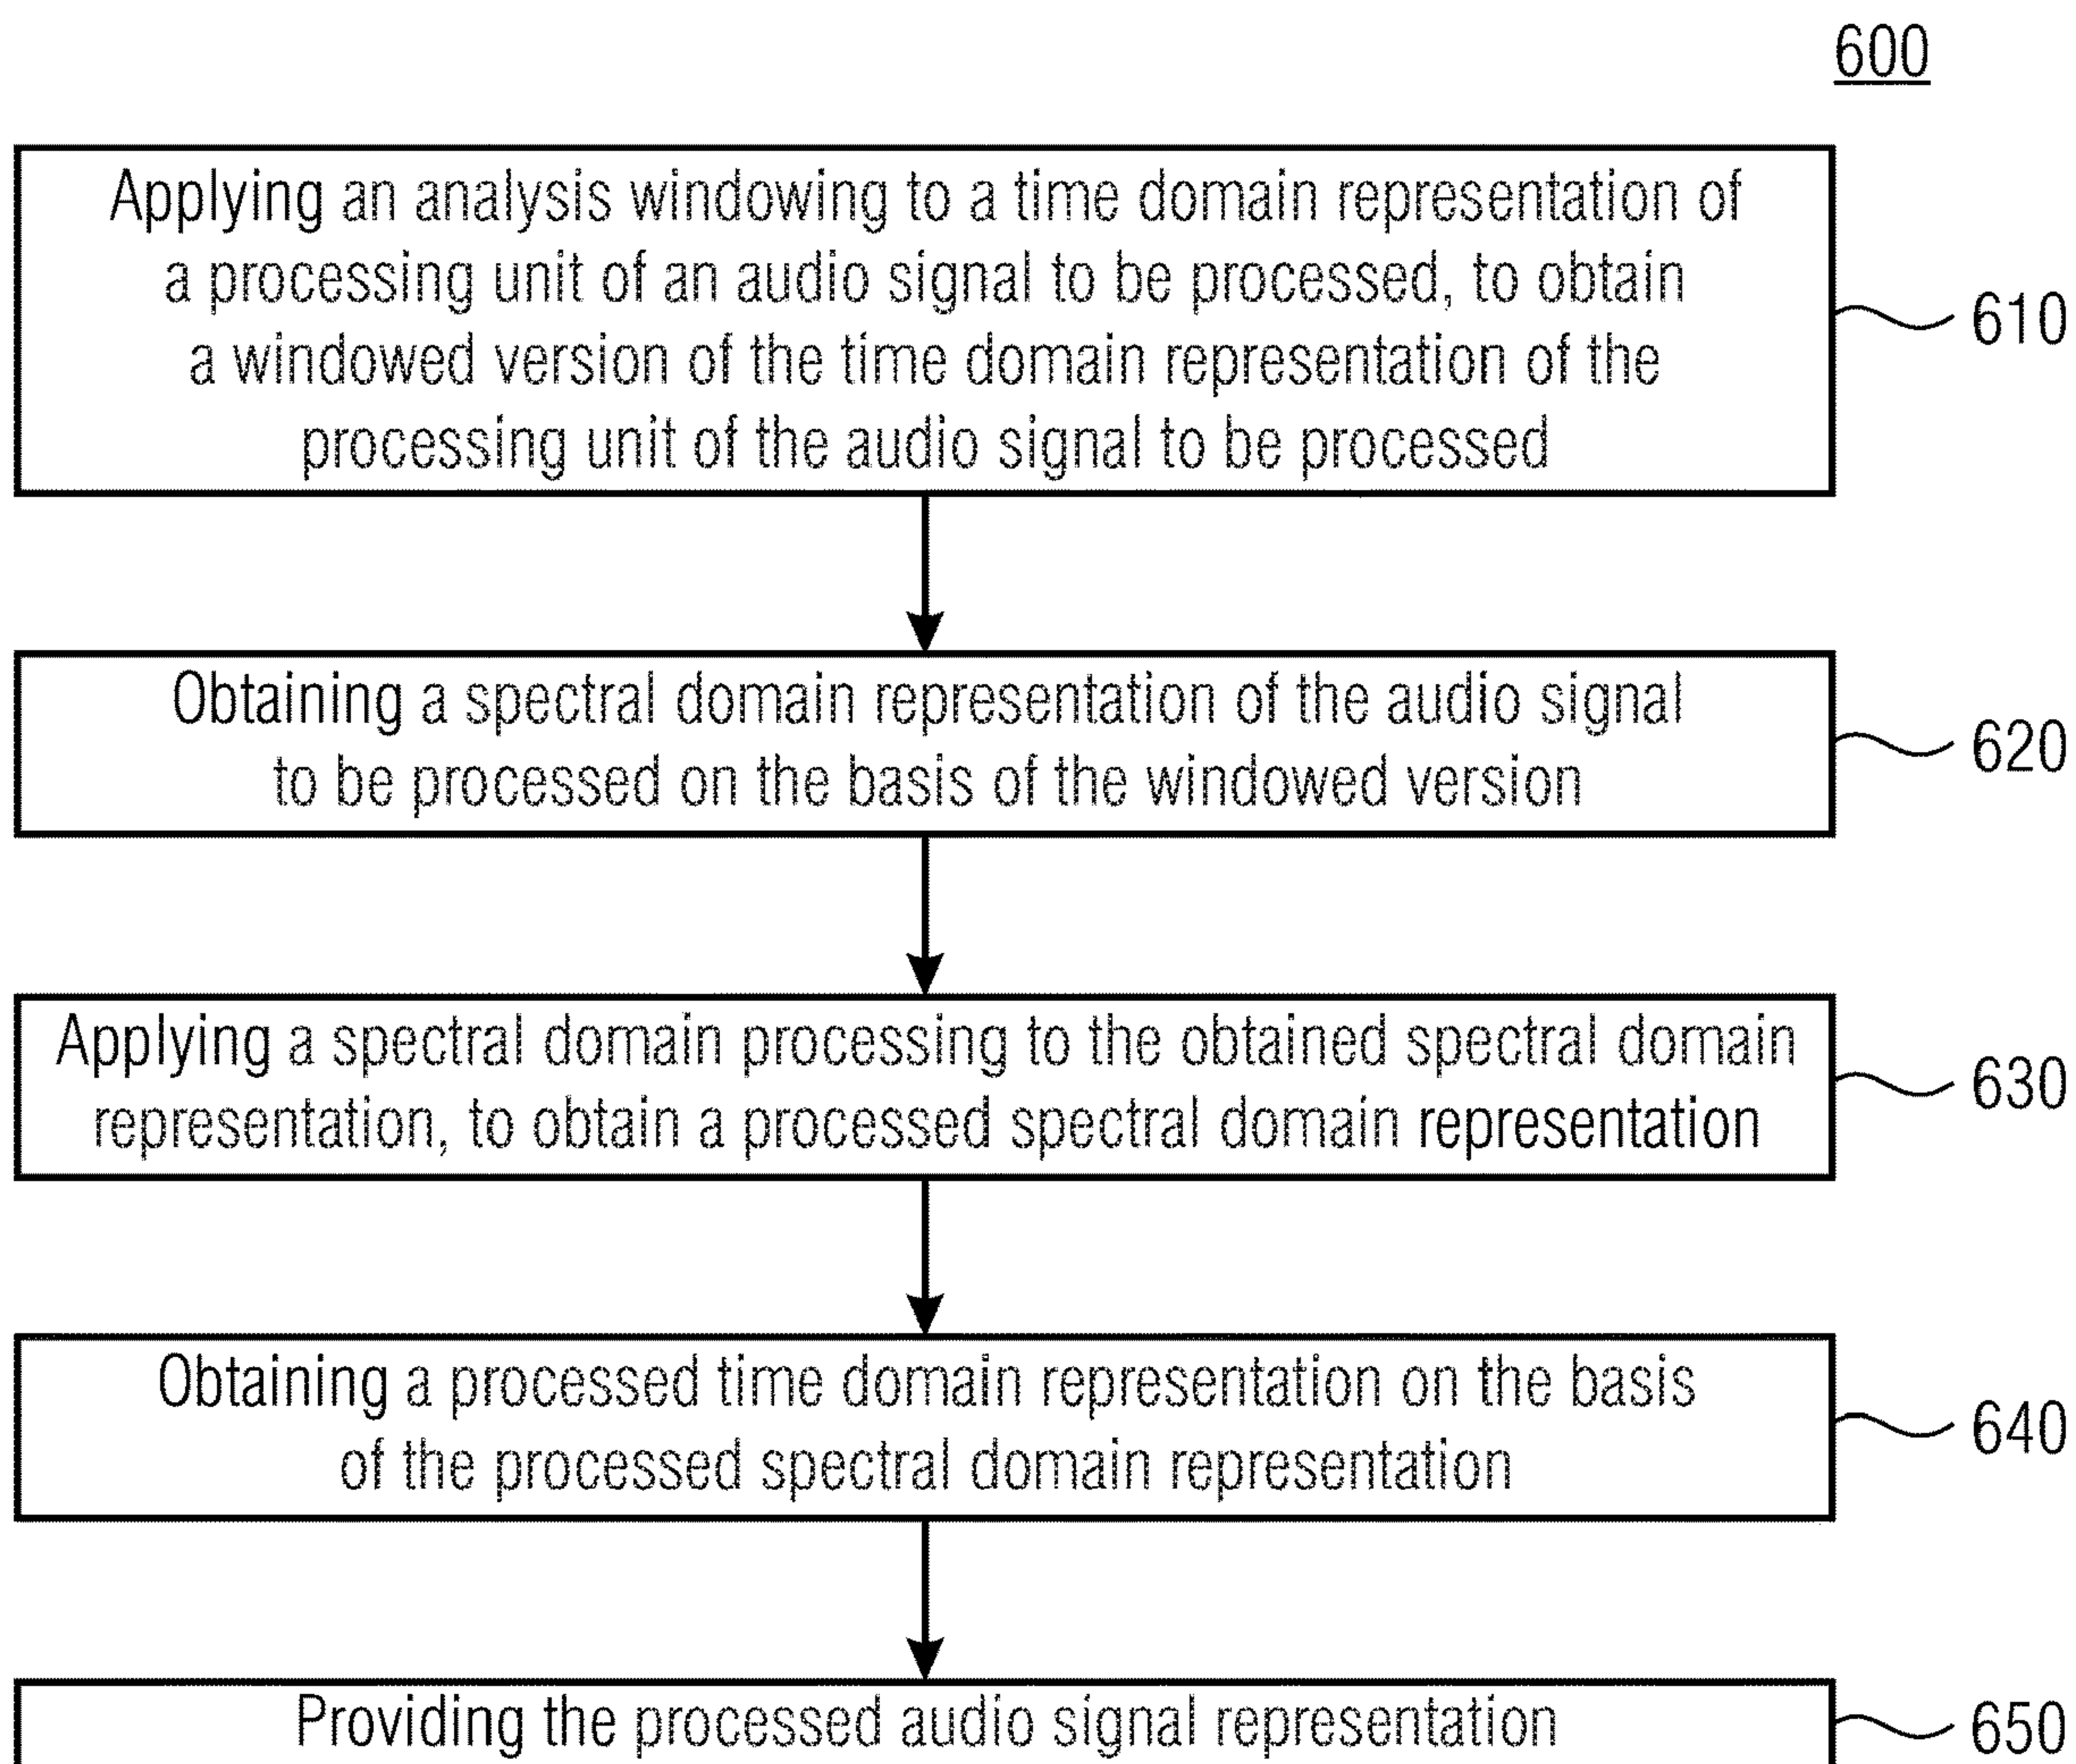 600
Applying an analysis windowing to a time domain representation of
a processing unit of an audio signal to be processed, to obtain
a windowed version of the time domain representation of the
processing unit of the audio signal to be processed
610
Obtaining a spectral domain representation of the audio signal
to be processed on the basis of the windowed version
620
Applying a spectral domain processing to the obtained spectral domain
representation, to obtain a processed spectral domain representation
630
Obtaining a processed time domain representation on the basis
of the processed spectral domain representation
640
Providing the processed audio signal representation
650